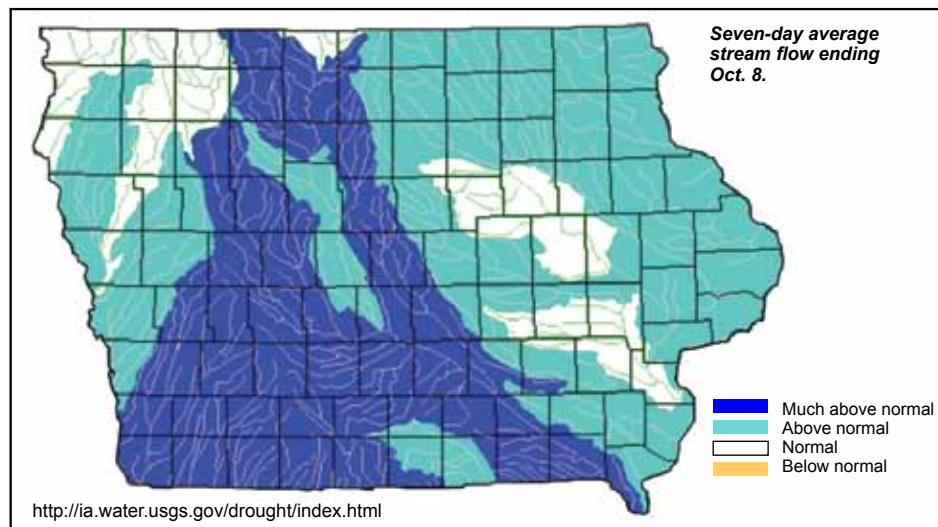 Seven-day average
stream flow ending
Oct. 8.
Much above normal
Above normal
Normal
Below normal
http://ia.water.usgs.gov/drought/index.html